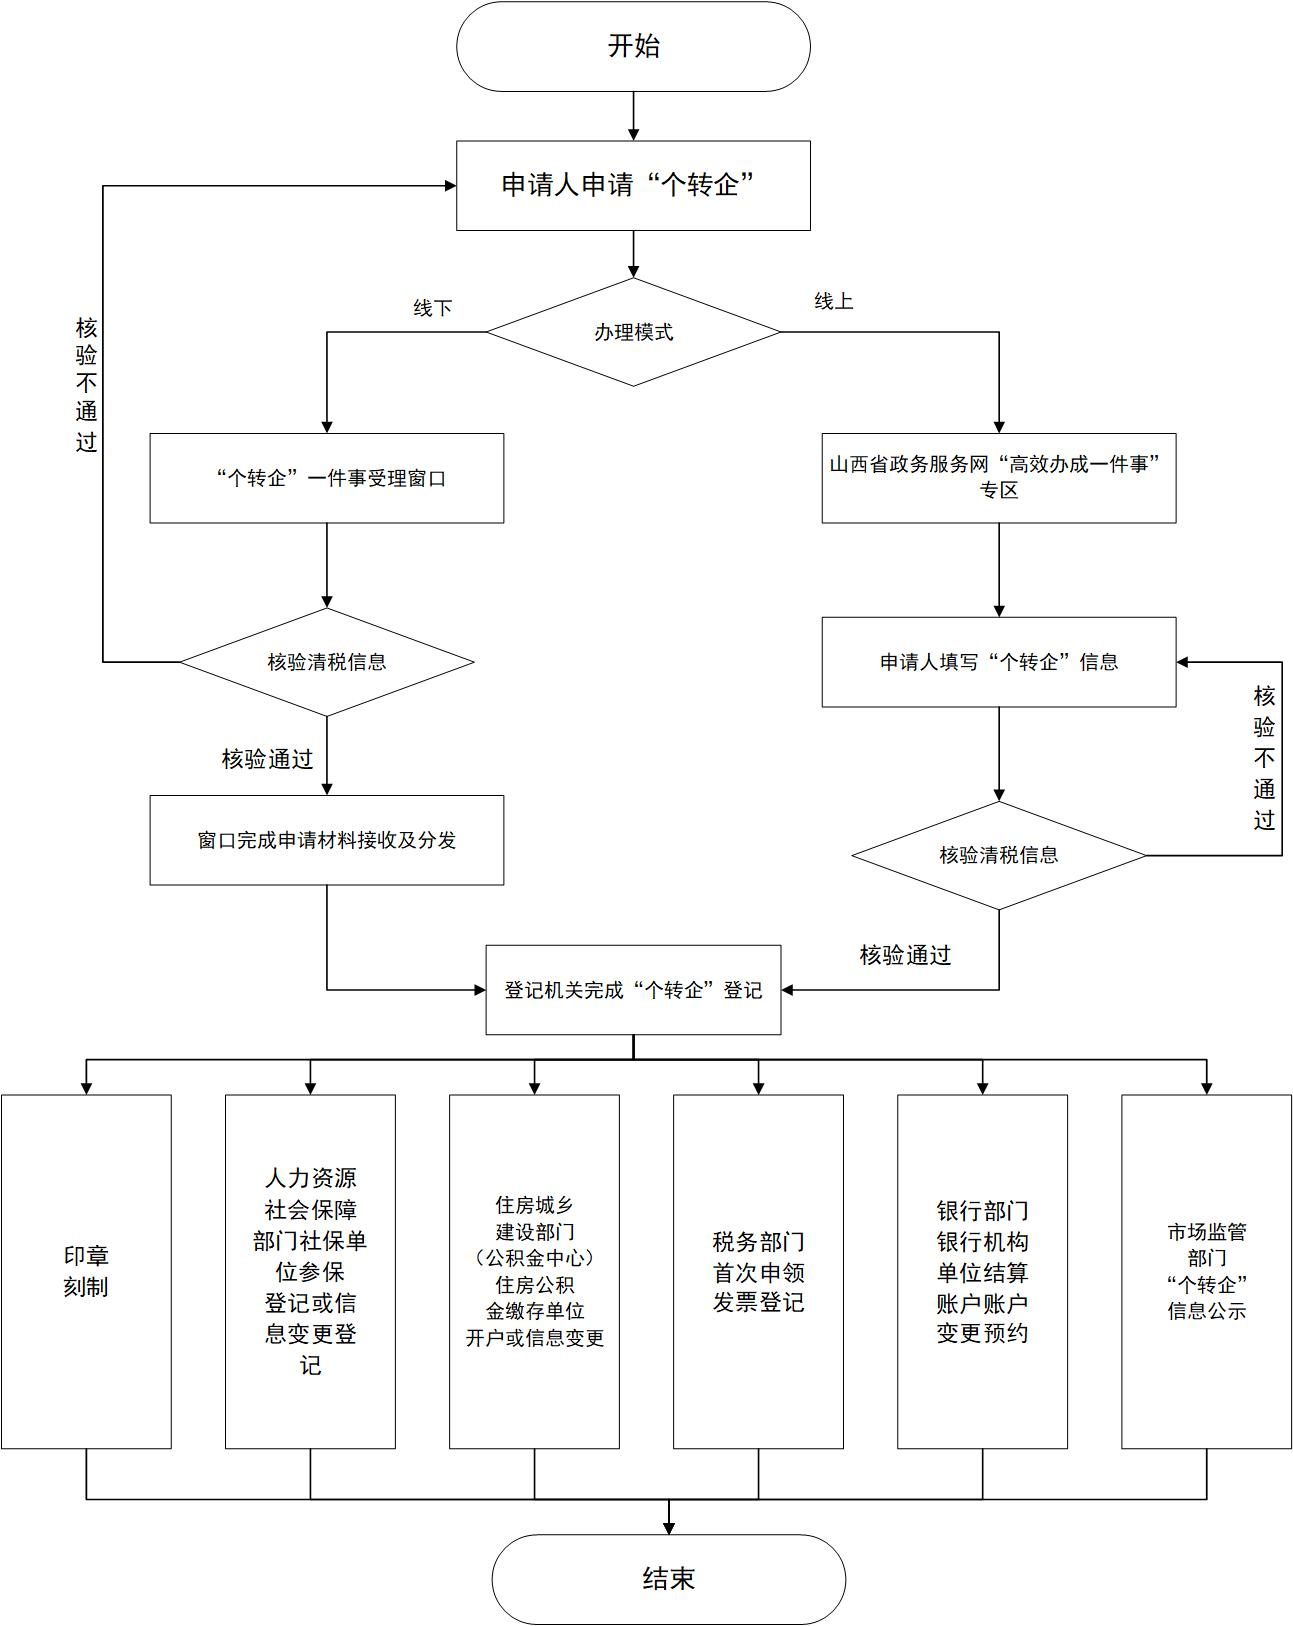 开始
申请人申请“个转企”
线下
线上
办理模式
核
验
不
通
过
“个转企”一件事受理窗口
山西省政务服务网“高效办成一件事”
专区
核验清税信息
申请人填写“个转企”信息
核
验
不
通
过
核验通过
窗口完成申请材料接收及分发
核验清税信息
核验通过
登记机关完成“个转企”登记
印章
刻制
人力资源
社会保障
部门社保单
位参保
登记或信
息变更登
记
住房城乡
建设部门
（公积金中心）
住房公积
金缴存单位
开户或信息变更
税务部门
首次申领
发票登记
银行部门
银行机构
单位结算
账户账户
变更预约
市场监管
部门
“个转企”
信息公示
结束